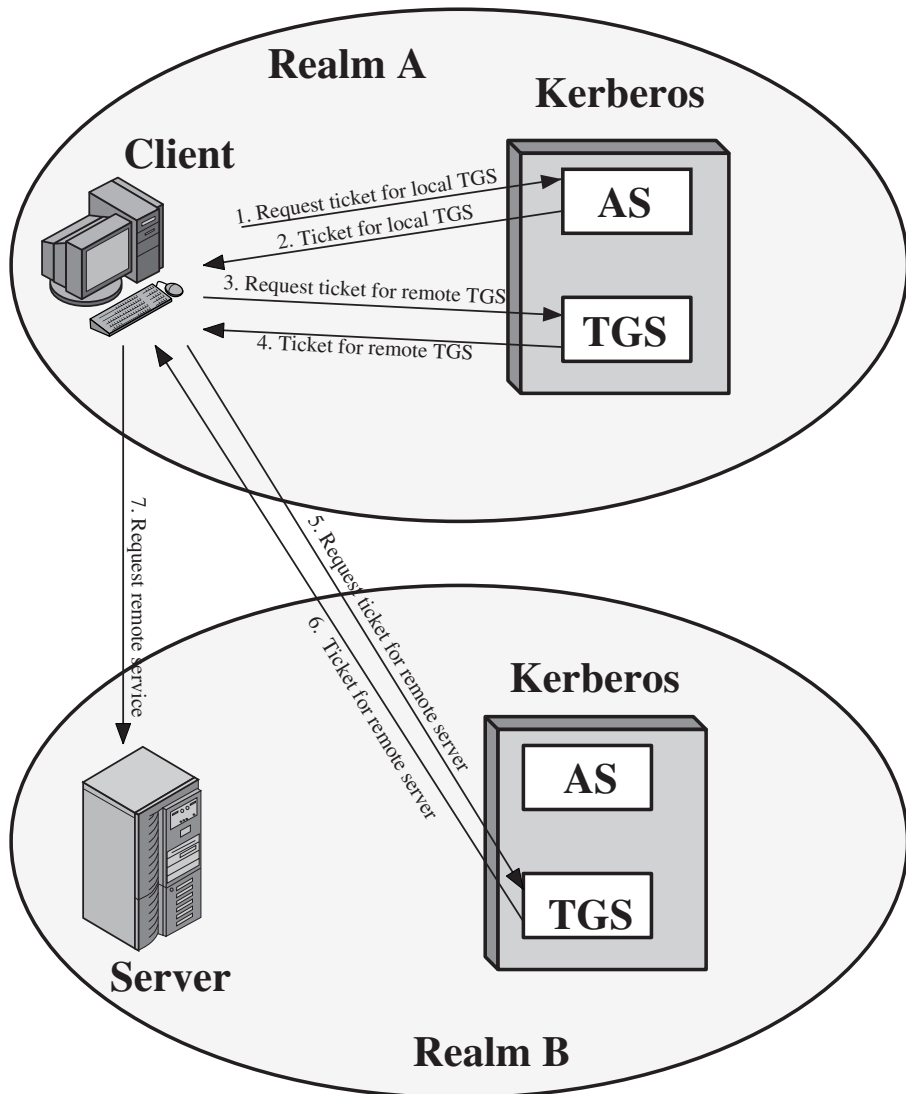 Realm A
Kerberos
Client
1. Request ticket for local TGS
AS
2. Ticket for local TGS
3. Request ticket for remote TGS
TGS
4. Ticket for remote TGS
7. Request remote service
5. Request ticket for remote server
6. Ticket for remote server
Kerberos
AS
TGS
Server
Realm B